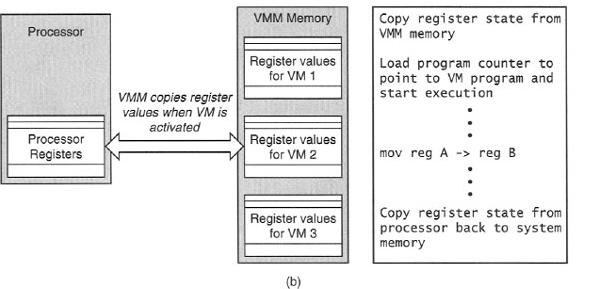 Processor
Processor
Registers
VMM copies register
values when VM is
activated
VMM Memory
Register values
for VM 1
Register values
for VM 2
Register values
for VM 3
Copy register state from
VMM memory
Load program counter to
point to VM program and
start execution
mov reg A -> reg B
Copy register state from
processor back to system
memory
(b)